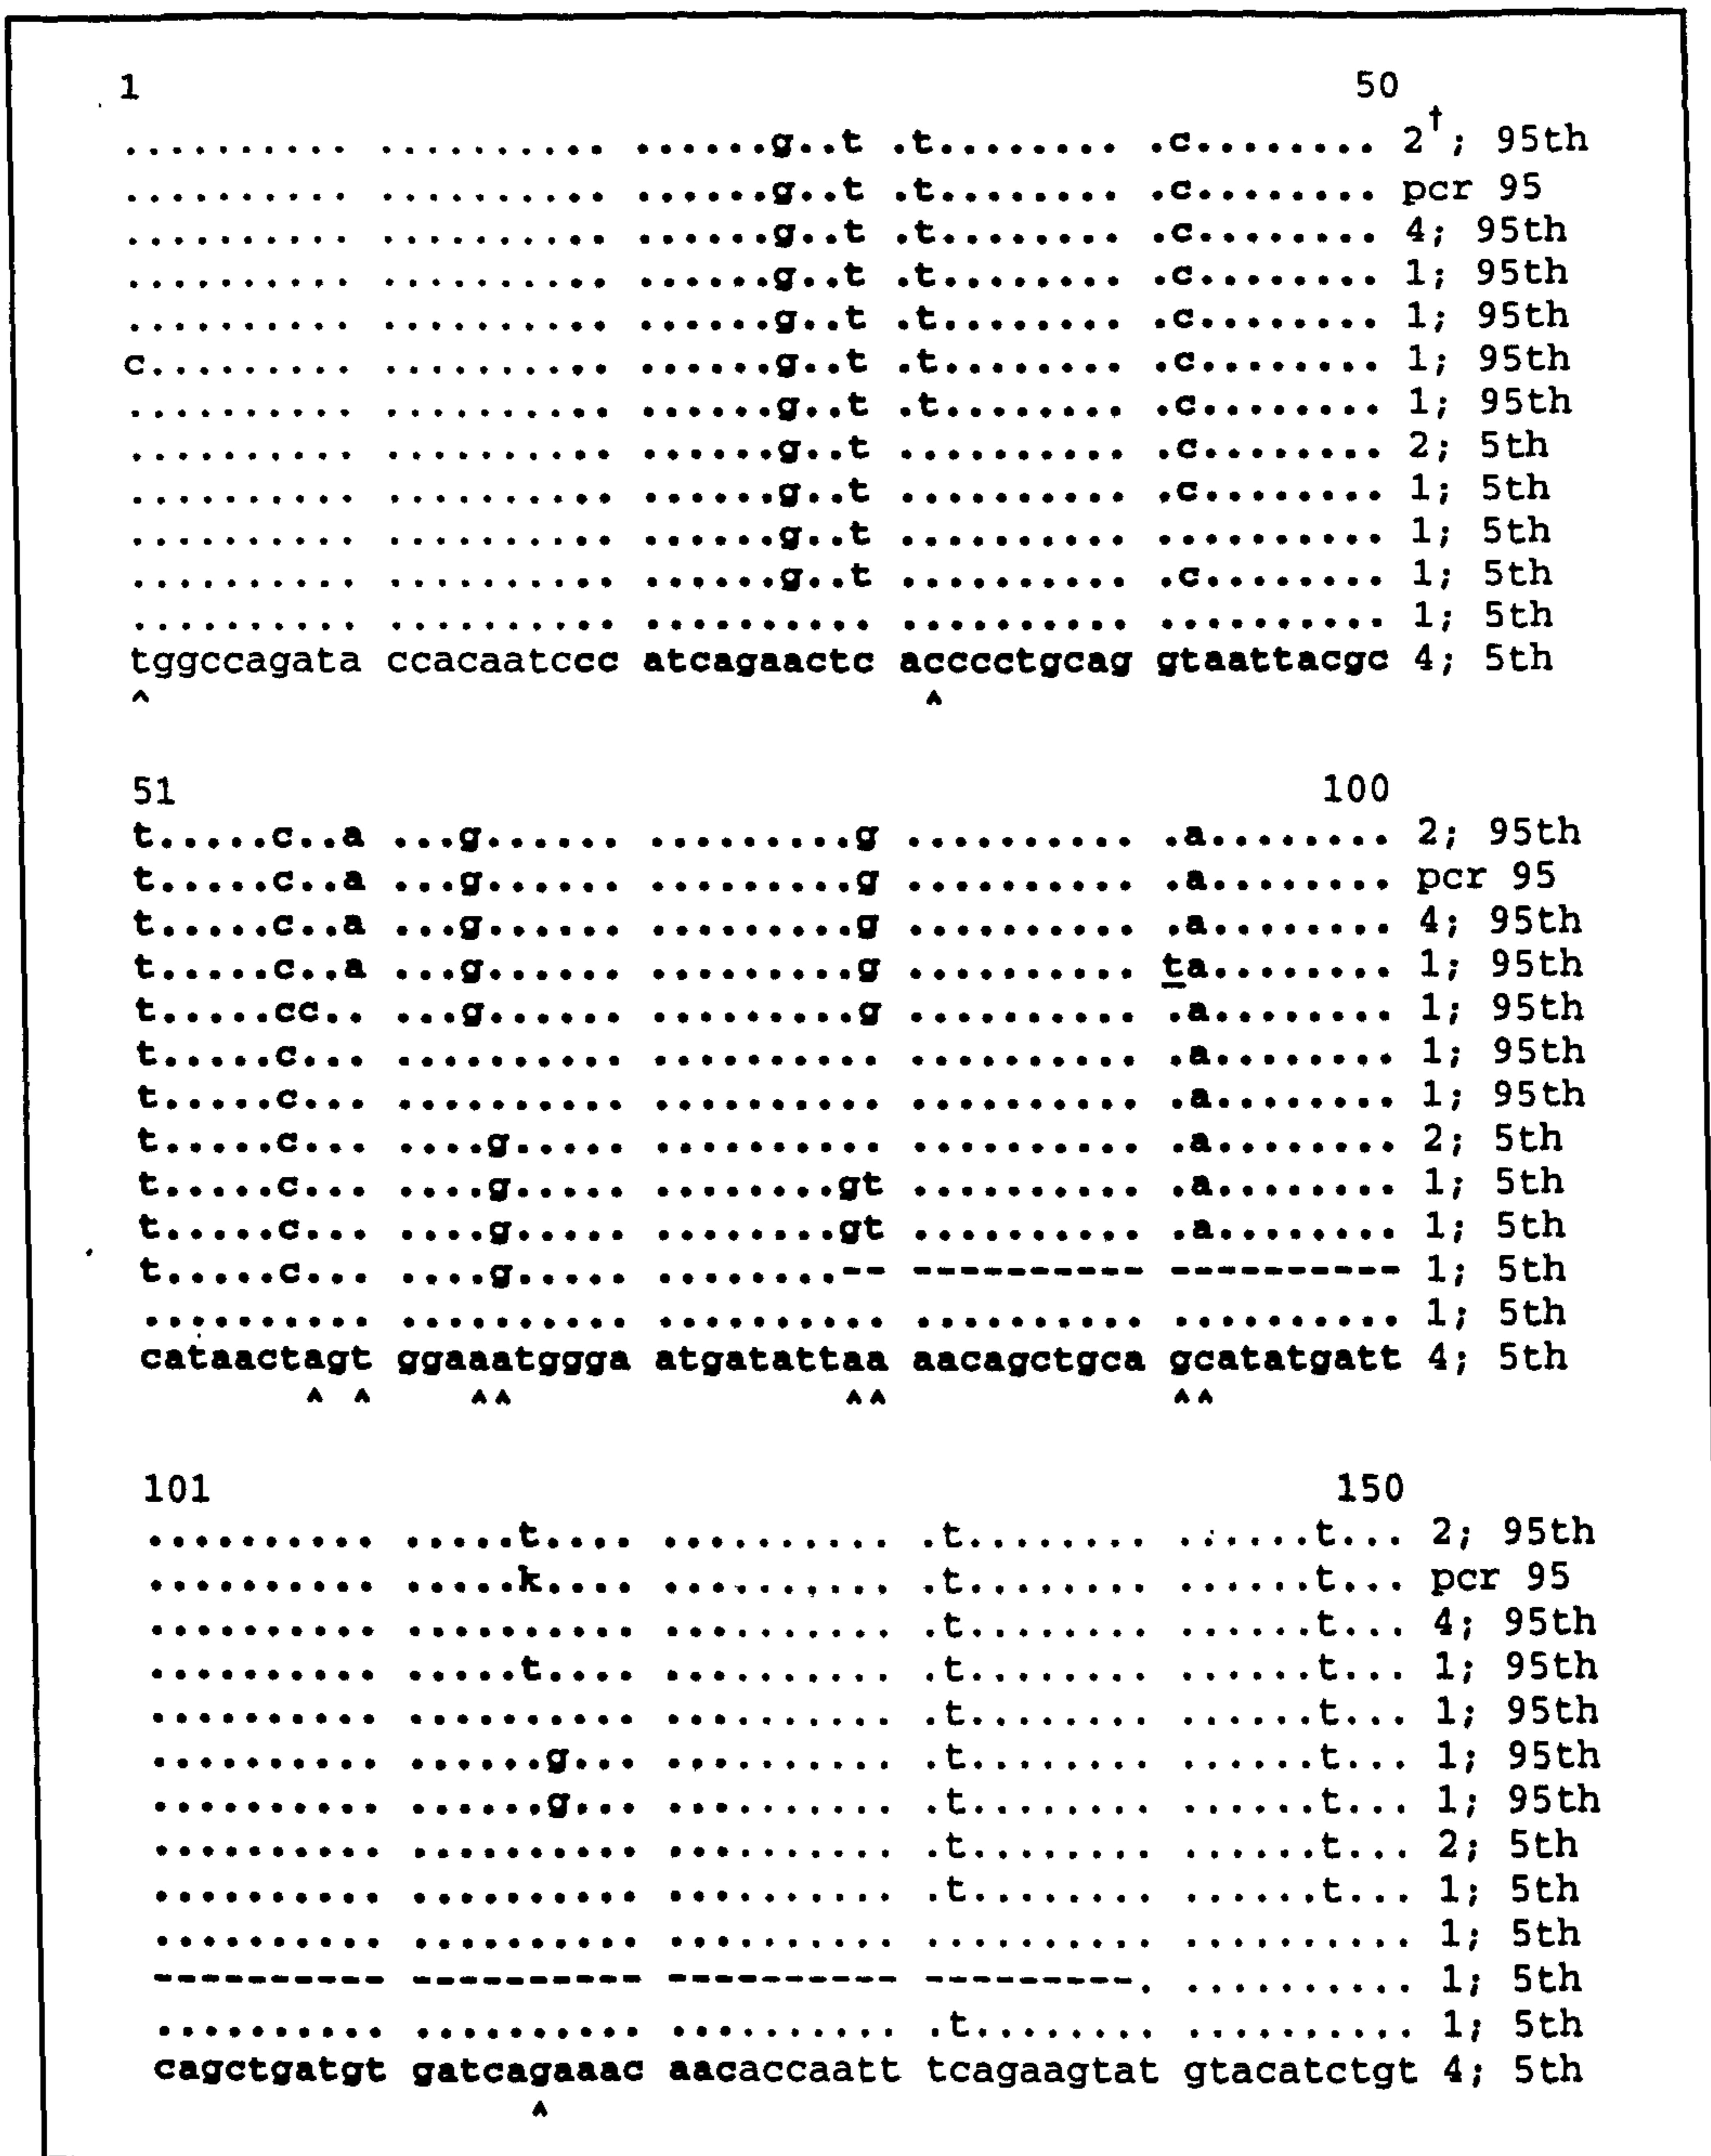 1 50
.......... .......... ......g..t .t........ .c........ 2†; 95th
.......... .......... ......g..t .t........ .c........ pcr 95
.......... .......... ......g..t .t........ .c........ 4; 95th
.......... .......... ......g..t .t........ .c........ 1; 95th
.......... .......... ......g..t .t........ .c........ 1; 95th
c......... .......... ......g..t .t........ .c........ 1; 95th
.......... .......... ......g..t .t........ .c........ 1; 95th
.......... .......... ......g..t .......... .c........ 2; 5th
.......... .......... ......g..t .......... .c........ 1; 5th
.......... .......... ......g..t .......... .......... 1; 5th
.......... .......... ......g..t .......... .c........ 1; 5th
.......... .......... .......... .......... .......... 1; 5th
tggccagata ccacaatccc atcagaactc acccctgcag gtaattacgc 4; 5th
^ ^
51 100
t.....c..a ...g...... .........g .......... .a........ 2; 95th
t.....c..a ...g...... .........g .......... .a........ pcr 95
t.....c..a ...g...... .........g .......... .a........ 4; 95th
t.....c..a ...g...... .........g .......... ta........ 1; 95th
t.....cc.. ...g...... .........g .......... .a........ 1; 95th
t.....c... .......... .......... .......... .a........ 1; 95th
t.....c... .......... .......... .......... .a........ 1; 95th
t.....c... ....g..... .......... .......... .a........ 2; 5th
t.....c... ....g..... ........gt .......... .a........ 1; 5th
t.....c... ....g..... ........gt .......... .a........ 1; 5th
t.....c... ....g..... ........-- ---------- ---------- 1; 5th
.......... .......... .......... .......... .......... 1; 5th
cataactagt ggaaatggga atgatattaa aacagctgca gcatatgatt 4; 5th
^ ^ ^^ ^^ ^^
101 150
.......... .....t.... .......... .t........ ......t... 2; 95th
.......... .....k.... .......... .t........ ......t... pcr 95
.......... .......... .......... .t........ ......t... 4; 95th
.......... .....t.... .......... .t........ ......t... 1; 95th
.......... .......... .......... .t........ ......t... 1; 95th
.......... ......g... .......... .t........ ......t... 1; 95th
.......... ......g... .......... .t........ ......t... 1; 95th
.......... .......... .......... .t........ ......t... 2; 5th
.......... .......... .......... .t........ ......t... 1; 5th
.......... .......... .......... .......... .......... 1; 5th
---------- ---------- ---------- ---------. .......... 1; 5th
.......... .......... .......... .t........ .......... 1; 5th
cagctgatgt gatcagaaac aacaccaatt tcagaagtat gtacatctgt 4; 5th
^